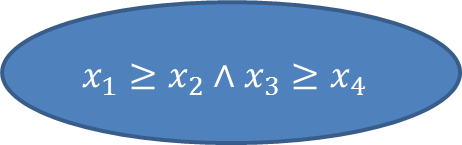 x₁ ≥ x₂ ∧ x₃ ≥ x₄